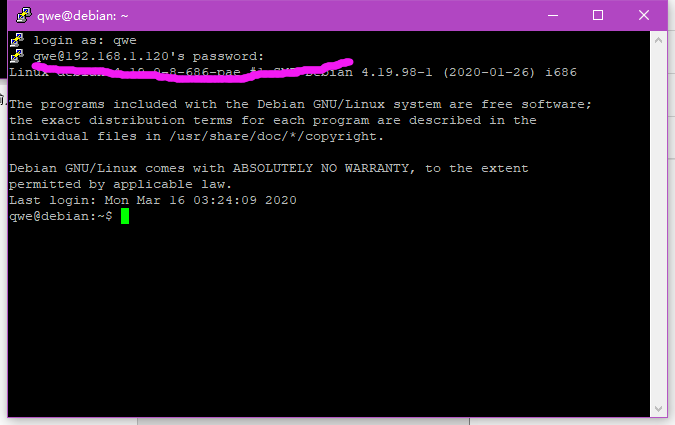 qwe@debian: ~
login as: qwe
qwe@192.168.1.120's password:
Linux debian 4.19.0-8-686-pae #1 SMP Debian 4.19.98-1 (2020-01-26) i686
The programs included with the Debian GNU/Linux system are free software;
the exact distribution terms for each program are described in the
individual files in /usr/share/doc/*/copyright.
Debian GNU/Linux comes with ABSOLUTELY NO WARRANTY, to the extent
permitted by applicable law.
Last login: Mon Mar 16 03:24:09 2020
qwe@debian:~$